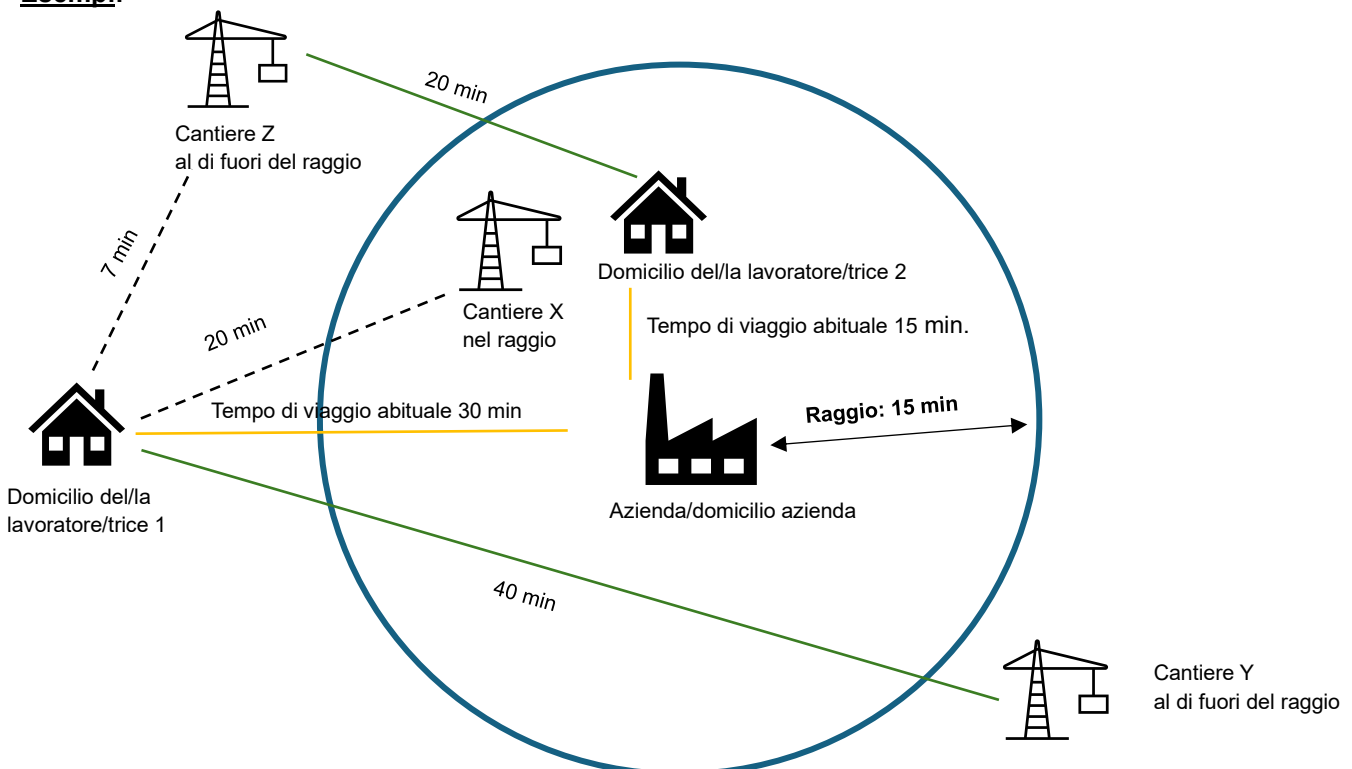 20 min
Cantiere Z
al di fuori del raggio
7 min
Domicilio del/la lavoratore/trice 2
Cantiere X
nel raggio
20 min
Tempo di viaggio abituale 15 min.
Tempo di viaggio abituale 30 min
Raggio: 15 min
Domicilio del/la
lavoratore/trice 1
Azienda/domicilio azienda
40 min
Cantiere Y
al di fuori del raggio